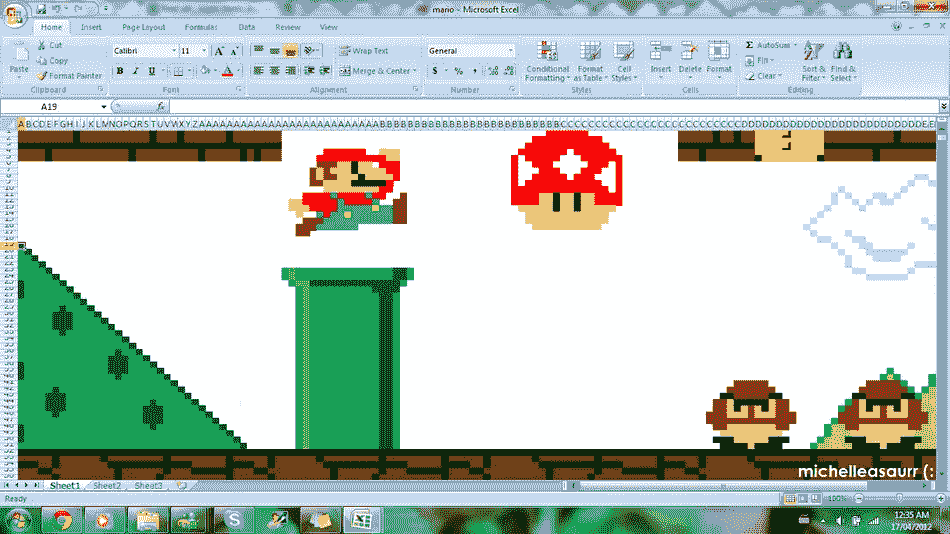 mario - Microsoft Excel
Home Insert Page Layout Formulas Data Review View
Cut
Copy
Format Painter
Paste
Clipboard
Calibri 11
B I U
Font
Wrap Text
Merge & Center
Alignment
General
$ % ,
Number
Conditional Formatting
Format as Table
Cell Styles
Styles
Insert Delete Format
Cells
Σ AutoSum
Fill
Clear
Sort & Filter
Find & Select
Editing
A19
fx
michelleasaurr (:
Sheet1 Sheet2 Sheet3
Ready
100%
12:35 AM
17/04/2012